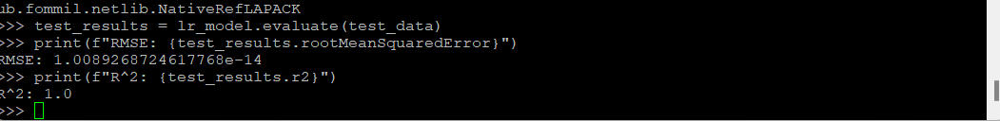 ub.fommil.netlib.NativeRefLAPACK
>>> test_results = lr_model.evaluate(test_data)
>>> print(f"RMSE: {test_results.rootMeanSquaredError}")
RMSE: 1.0089268724617768e-14
>>> print(f"R^2: {test_results.r2}")
R^2: 1.0
>>>